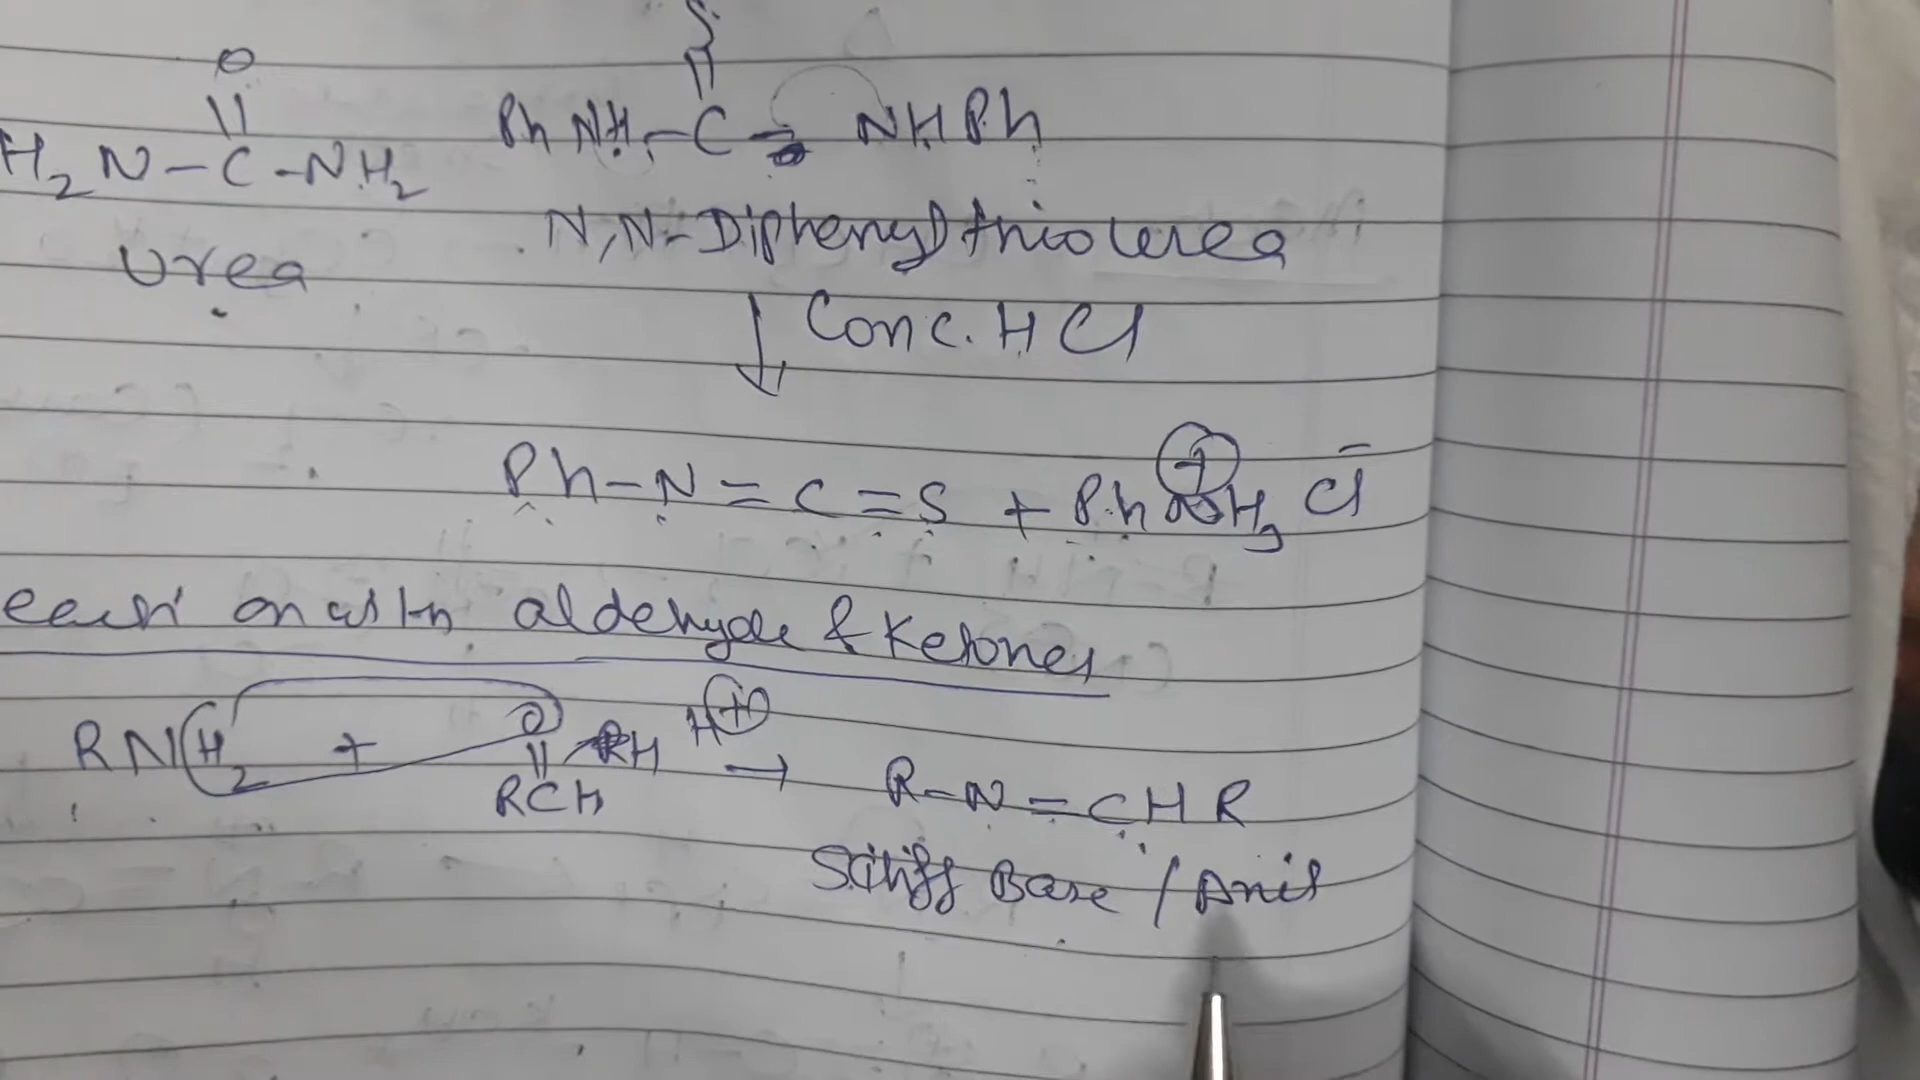 O
||
H₂N-C-NH₂
Urea
S
||
PhNH-C-NHPh
N,N-Diphenyl thiourea
↓ Conc. HCl
Ph-N=C=S + PhNH₃⊕ Cl⁻
on with aldehyde & Ketones
RNH₂ + RCH H⊕ → R-N=CHR
O
||
Schiff Base / Anil